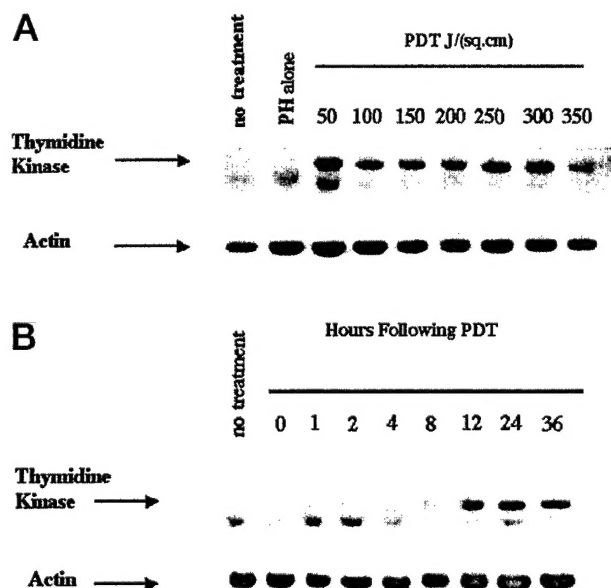 A
PDT J/(sq.cm)
no treatment
PH alone
50 100 150 200 250 300 350
Thymidine
Kinase
Actin
B
Hours Following PDT
no treatment
0 1 2 4 8 12 24 36
Thymidine
Kinase
Actin